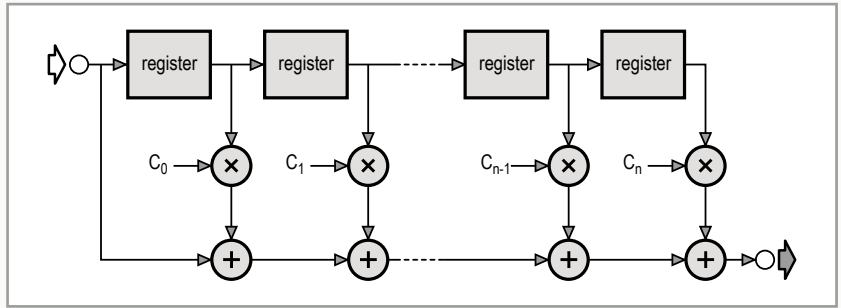 register register register register
C0 C1 Cn-1 Cn
× × × ×
+ + + +